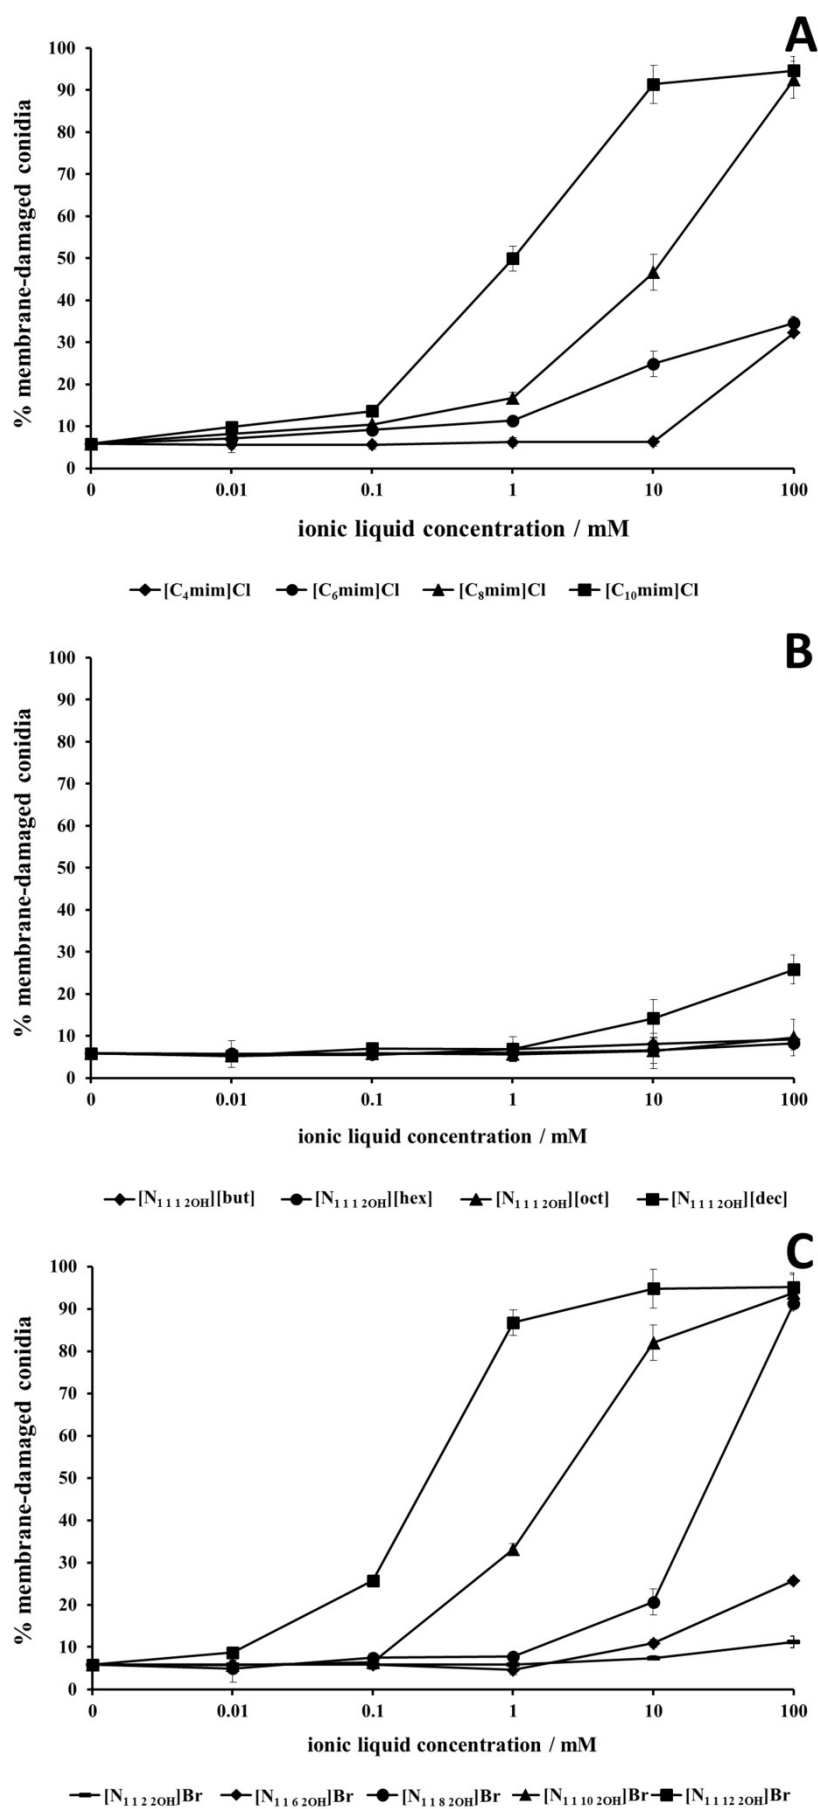 A
100
90
80
70
60
50
40
30
20
10
0
% membrane-damaged conidia
0 0.01 0.1 1 10 100
ionic liquid concentration / mM
[C₄mim]Cl [C₆mim]Cl [C₈mim]Cl [C₁₀mim]Cl
B
100
90
80
70
60
50
40
30
20
10
0
% membrane-damaged conidia
0 0.01 0.1 1 10 100
ionic liquid concentration / mM
[N₁ ₁ ₁ ₂OH][but] [N₁ ₁ ₁ ₂OH][hex] [N₁ ₁ ₁ ₂OH][oct] [N₁ ₁ ₁ ₂OH][dec]
C
100
90
80
70
60
50
40
30
20
10
0
% membrane-damaged conidia
0 0.01 0.1 1 10 100
ionic liquid concentration / mM
[N₁ ₁ ₂ ₂OH]Br [N₁ ₁ ₆ ₂OH]Br [N₁ ₁ ₈ ₂OH]Br [N₁ ₁ ₁₀ ₂OH]Br [N₁ ₁ ₁₂ ₂OH]Br